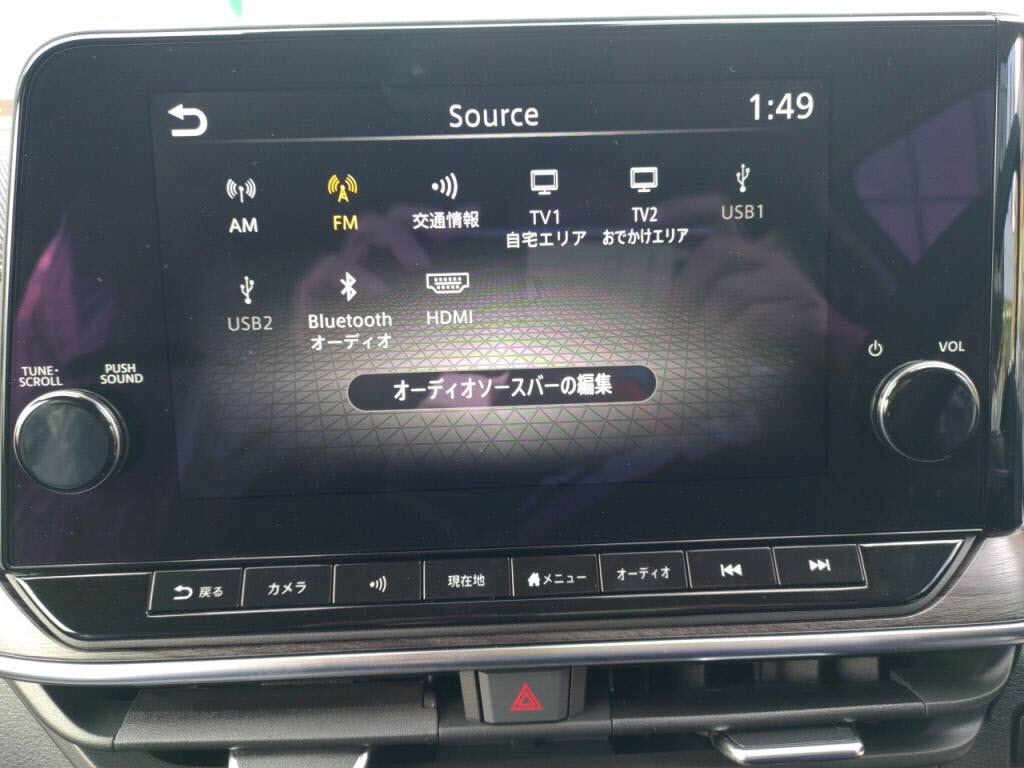 Source
1:49
AM
FM
交通情報
TV1
自宅エリア
TV2
おでかけエリア
USB1
USB2
Bluetooth
オーディオ
HDMI
オーディオソースバーの編集
TUNE・
SCROLL
PUSH
SOUND
VOL
戻る
カメラ
現在地
メニュー
オーディオ